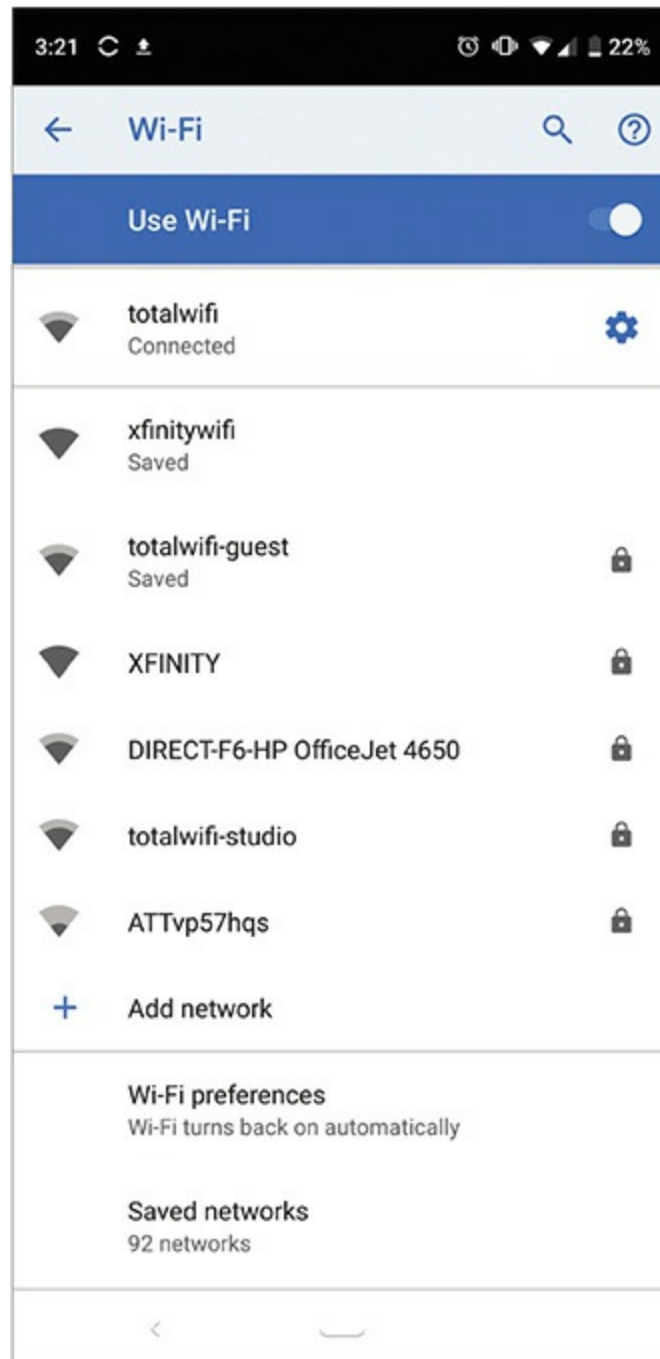 3:21 22%
Wi-Fi
Use Wi-Fi
totalwifi
Connected
xfinitywifi
Saved
totalwifi-guest
Saved
XFINITY
DIRECT-F6-HP OfficeJet 4650
totalwifi-studio
ATTvp57hqs
Add network
Wi-Fi preferences
Wi-Fi turns back on automatically
Saved networks
92 networks